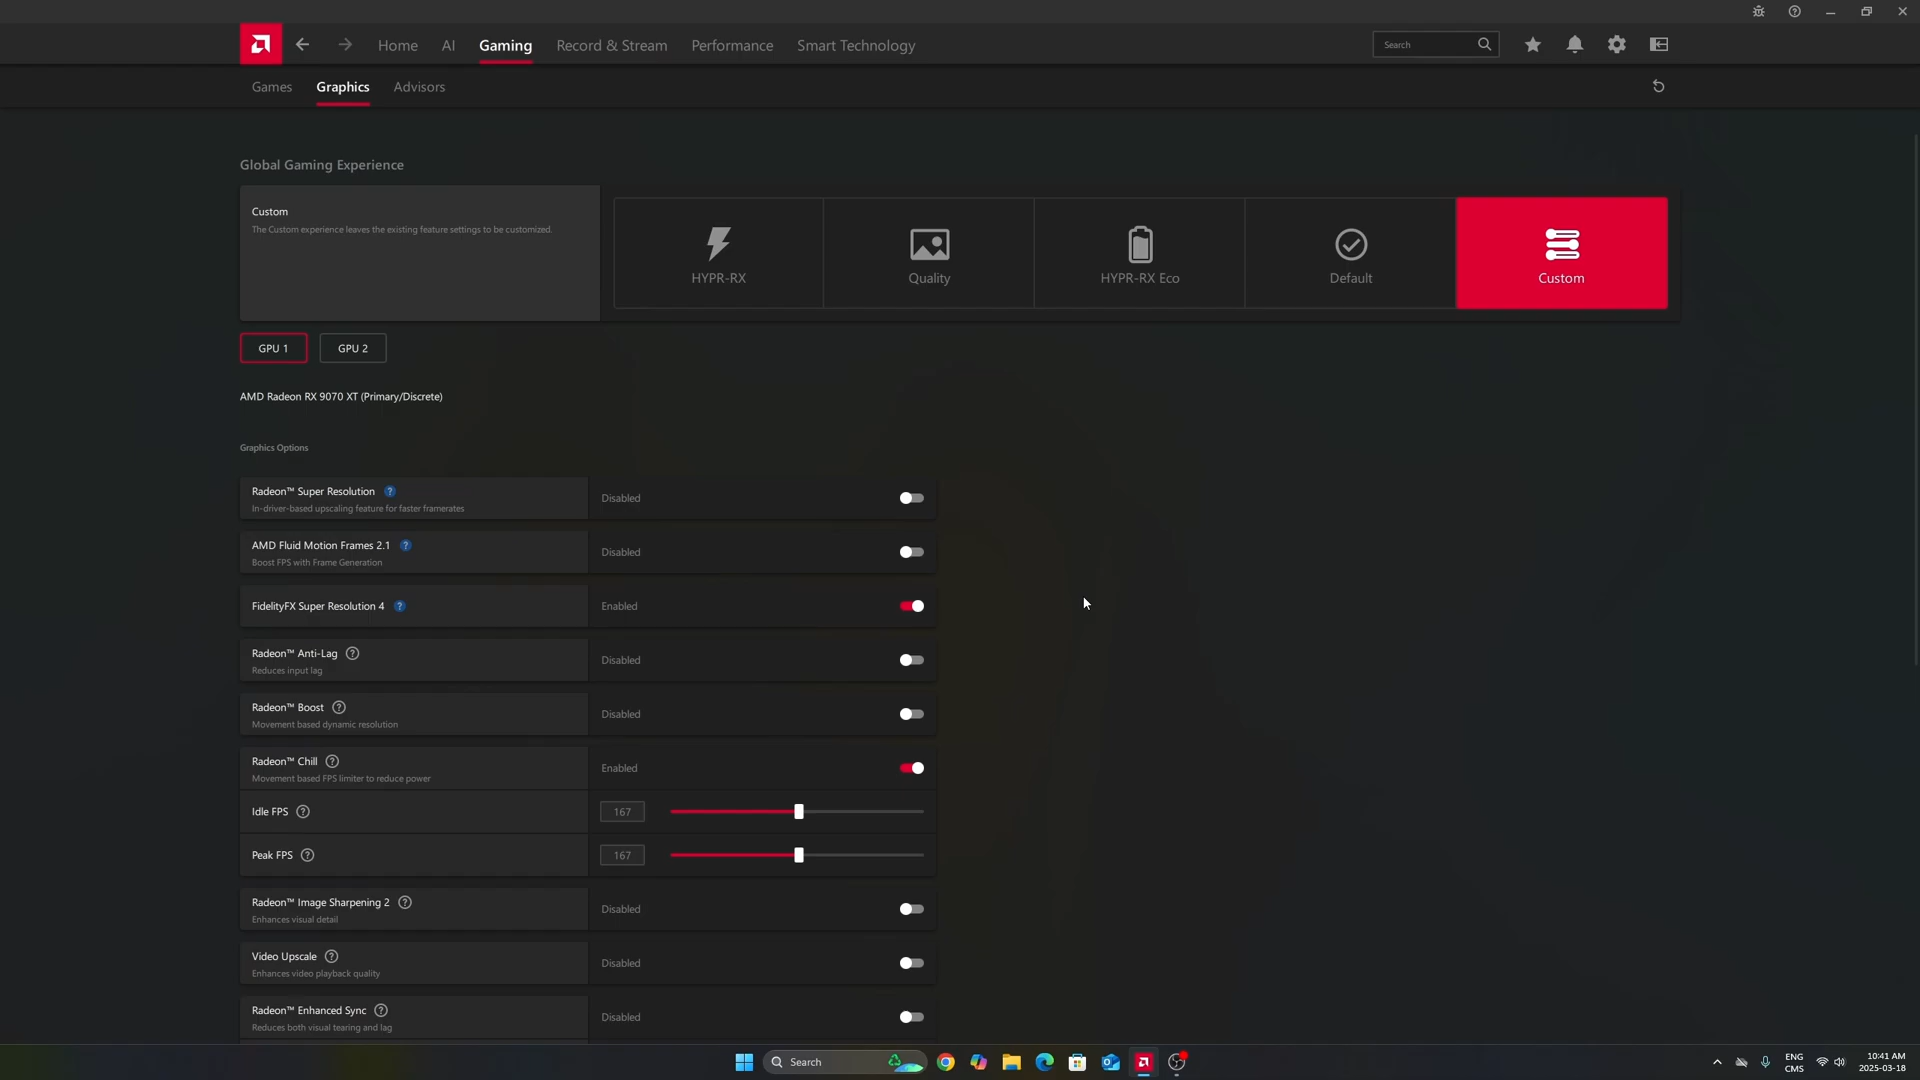 Home
AI
Gaming
Record & Stream
Performance
Smart Technology
Search
Games
Graphics
Advisors
Global Gaming Experience
Custom
The Custom experience leaves the existing feature settings to be customized.
HYPR-RX
Quality
HYPR-RX Eco
Default
Custom
GPU 1
GPU 2
AMD Radeon RX 9070 XT (Primary/Discrete)
Graphics Options
Radeon™ Super Resolution ?
In-driver-based upscaling feature for faster framerates
Disabled
AMD Fluid Motion Frames 2.1 ?
Boost FPS with Frame Generation
Disabled
FidelityFX Super Resolution 4 ?
Enabled
Radeon™ Anti-Lag ?
Reduces input lag
Disabled
Radeon™ Boost ?
Movement based dynamic resolution
Disabled
Radeon™ Chill ?
Movement based FPS limiter to reduce power
Enabled
Idle FPS ?
167
Peak FPS ?
167
Radeon™ Image Sharpening 2 ?
Enhances visual detail
Disabled
Video Upscale ?
Enhances video playback quality
Disabled
Radeon™ Enhanced Sync ?
Reduces both visual tearing and lag
Disabled
Search
ENG
CMS
10:41 AM
2025-03-18